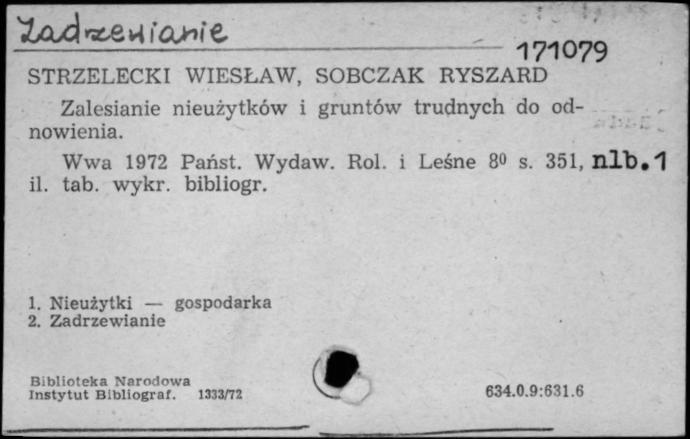 Zadrzewianie
171079
STRZELECKI WIESŁAW, SOBCZAK RYSZARD
Zalesianie nieużytków i gruntów trudnych do od-
nowienia.
Wwa 1972 Państ. Wydaw. Rol. i Leśne 8⁰ s. 351, nlb.1
il. tab. wykr. bibliogr.
1. Nieużytki — gospodarka
2. Zadrzewianie
Biblioteka Narodowa
Instytut Bibliograf. 1333/72
634.0.9:631.6